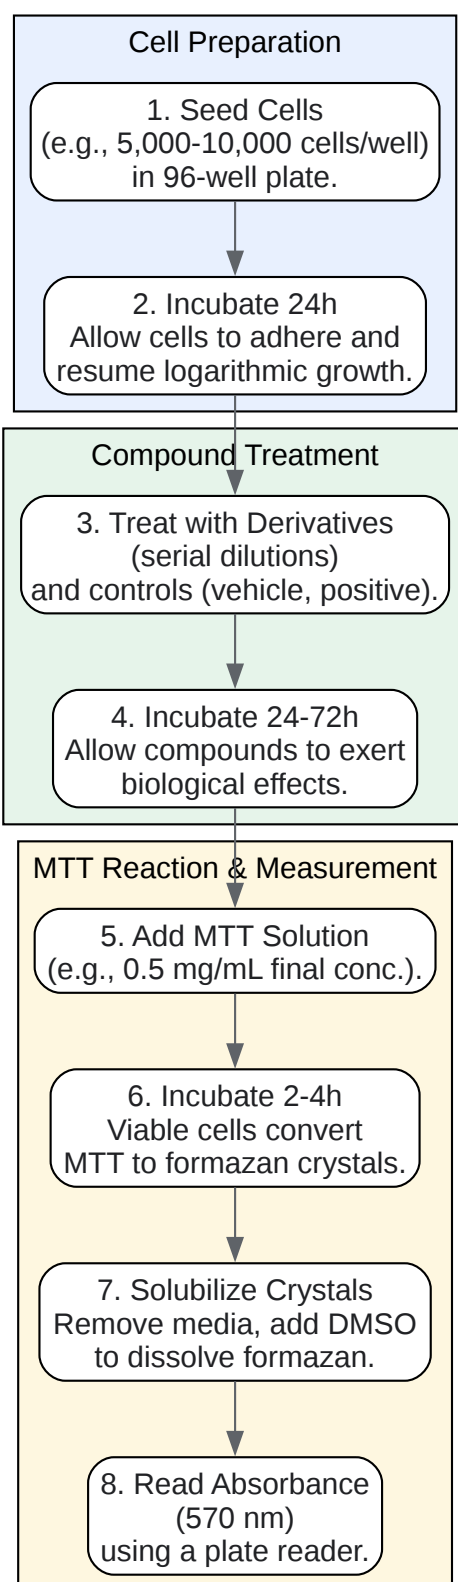 Cell Preparation
1. Seed Cells
(e.g., 5,000-10,000 cells/well)
in 96-well plate.
2. Incubate 24h
Allow cells to adhere and
resume logarithmic growth.
Compound Treatment
3. Treat with Derivatives
(serial dilutions)
and controls (vehicle, positive).
4. Incubate 24-72h
Allow compounds to exert
biological effects.
MTT Reaction & Measurement
5. Add MTT Solution
(e.g., 0.5 mg/mL final conc.).
6. Incubate 2-4h
Viable cells convert
MTT to formazan crystals.
7. Solubilize Crystals
Remove media, add DMSO
to dissolve formazan.
8. Read Absorbance
(570 nm)
using a plate reader.